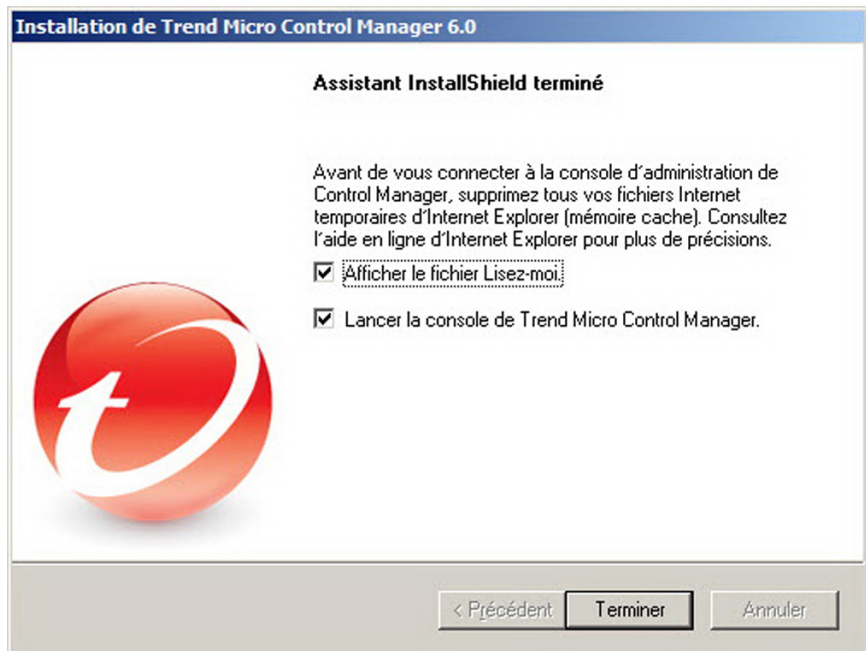 Installation de Trend Micro Control Manager 6.0
Assistant InstallShield terminé
Avant de vous connecter à la console d'administration de
Control Manager, supprimez tous vos fichiers Internet
temporaires d'Internet Explorer (mémoire cache). Consultez
l'aide en ligne d'Internet Explorer pour plus de précisions.
Afficher le fichier Lisez-moi.
Lancer la console de Trend Micro Control Manager.
< Précédent
Terminer
Annuler